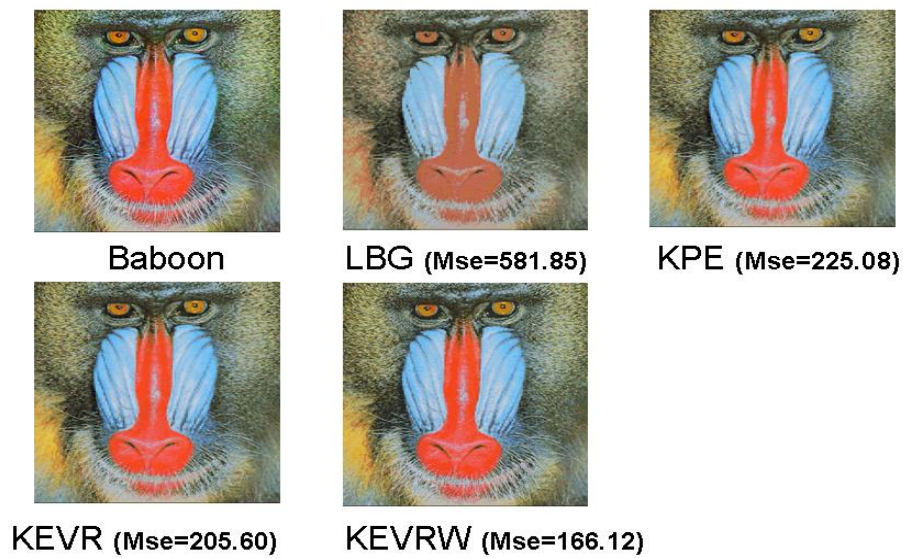 Baboon
LBG (Mse=581.85)
KPE (Mse=225.08)
KEVR (Mse=205.60)
KEVRW (Mse=166.12)